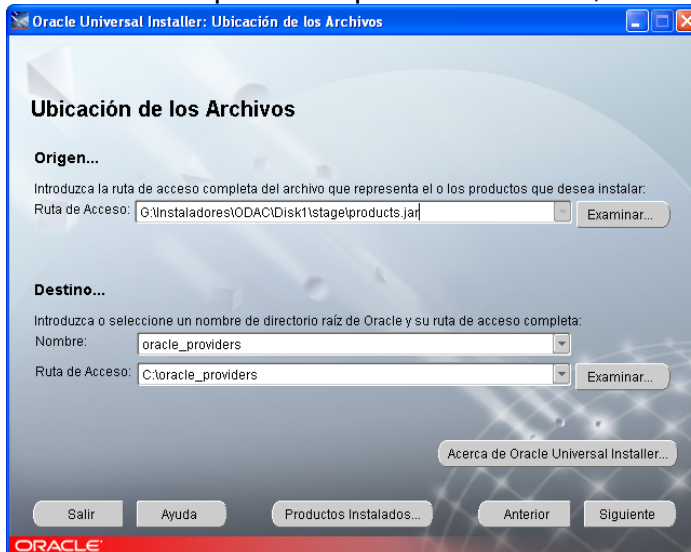 Oracle Universal Installer: Ubicación de los Archivos
Ubicación de los Archivos
Origen...
Introduzca la ruta de acceso completa del archivo que representa el o los productos que desea instalar:
Ruta de Acceso: G:\Instaladores\ODAC\Disk1\stage\products.jar Examinar...
Destino...
Introduzca o seleccione un nombre de directorio raíz de Oracle y su ruta de acceso completa:
Nombre: oracle_providers
Ruta de Acceso: C:\oracle_providers Examinar...
Acerca de Oracle Universal Installer...
Salir Ayuda Productos Instalados... Anterior Siguiente
ORACLE